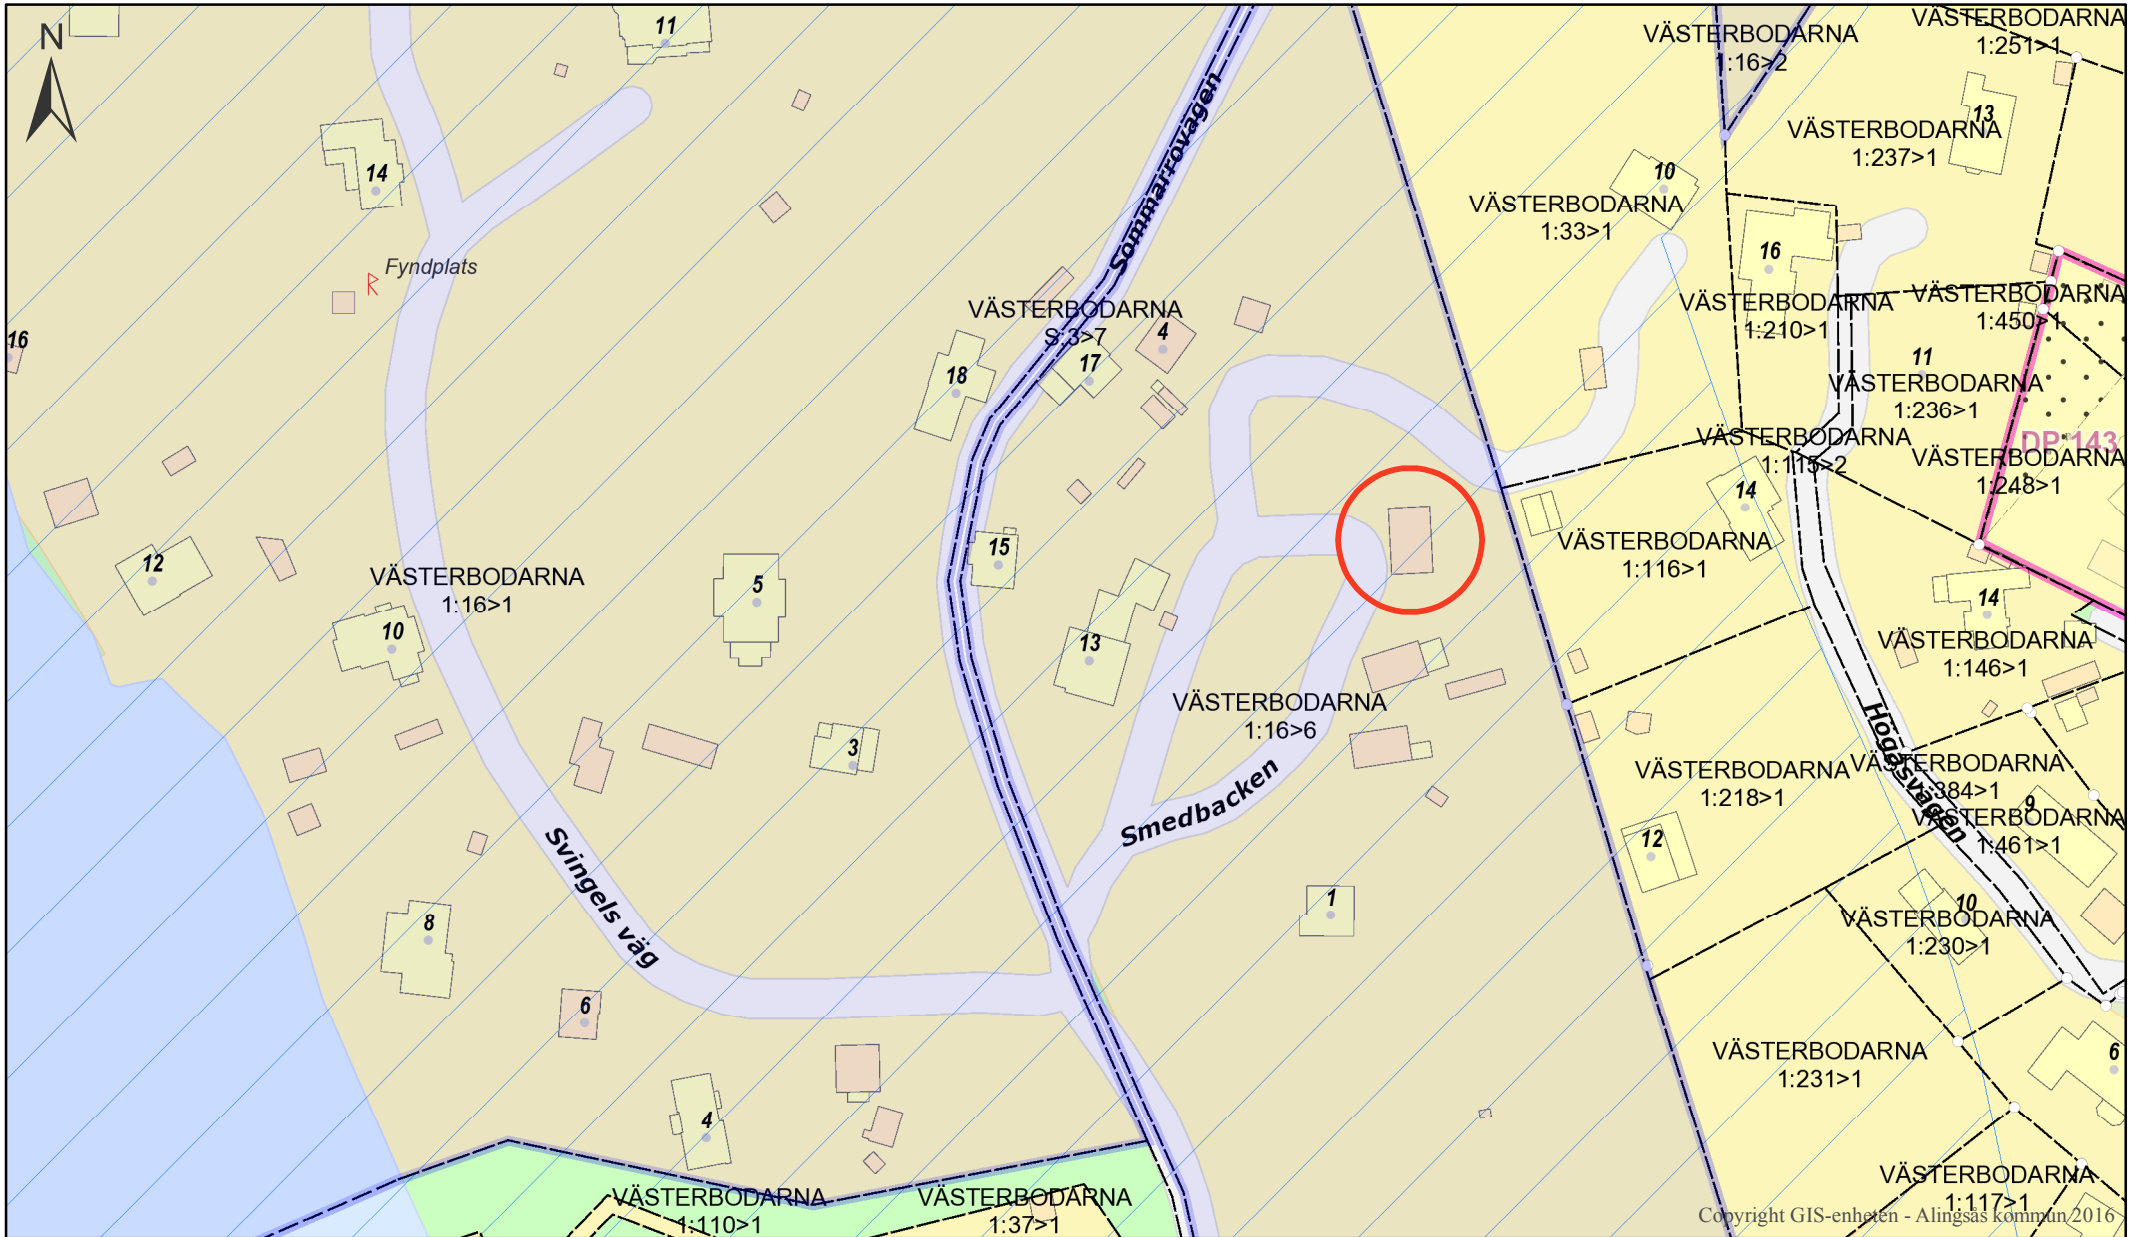 N
11
VÄSTERBODARNA
1:16>2
VÄSTERBODARNA
1:251>1
13
VÄSTERBODARNA
1:237>1
14
Sommarrovägen
10
VÄSTERBODARNA
1:33>1
16
Fyndplats
VÄSTERBODARNA
S:3>7
4
VÄSTERBODARNA
1:210>1
VÄSTERBODARNA
1:450>1
16
18
17
11
VÄSTERBODARNA
1:236>1
VÄSTERBODARNA
1:115>2
DP 143
VÄSTERBODARNA
1:248>1
14
12
15
VÄSTERBODARNA
1:116>1
VÄSTERBODARNA
1:16>1
5
14
10
13
VÄSTERBODARNA
1:146>1
VÄSTERBODARNA
1:16>6
3
Högåsvägen
VÄSTERBODARNA
1:218>1
VÄSTERBODARNA
1:384>1
9
VÄSTERBODARNA
1:461>1
Smedbacken
12
Svingels väg
8
1
10
VÄSTERBODARNA
1:230>1
6
VÄSTERBODARNA
1:231>1
6
4
VÄSTERBODARNA
1:110>1
VÄSTERBODARNA
1:37>1
VÄSTERBODARNA
1:117>1
Copyright GIS-enheten - Alingsås kommun 2016